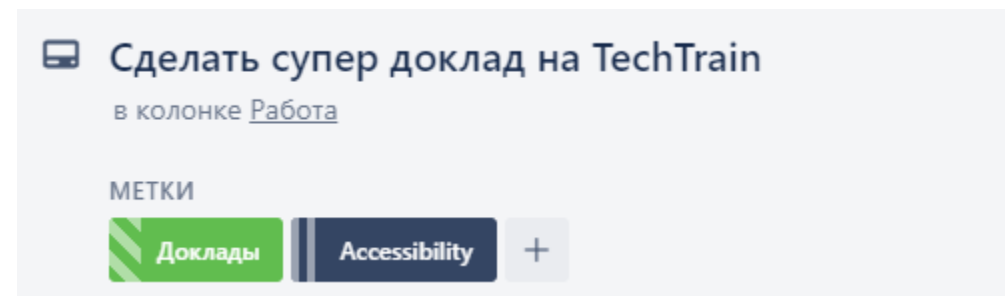 Сделать супер доклад на TechTrain
в колонке Работа
МЕТКИ
Доклады Accessibility +